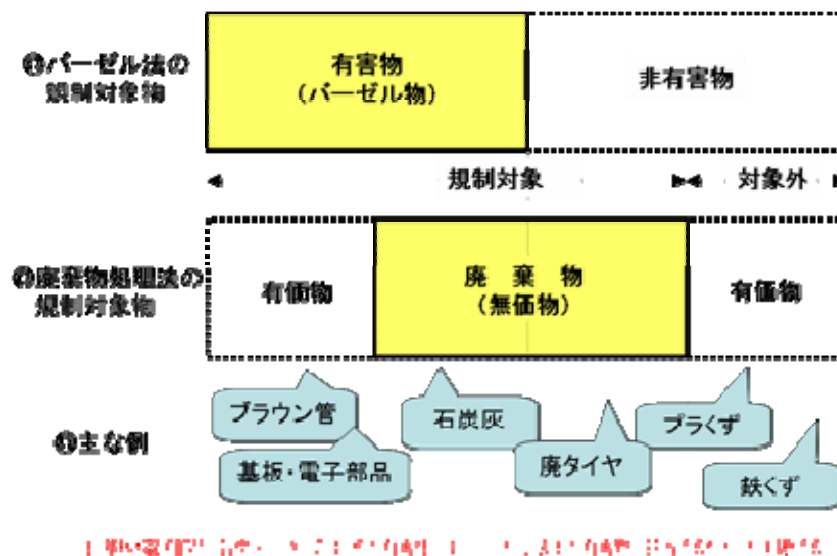 バーゼル法の
規制対象物
有害物
(バーゼル物)
非有害物
規制対象
対象外
廃棄物処理法の
規制対象物
有価物
廃 棄 物
(無価物)
有価物
主な例
ブラウン管
基板・電子部品
石炭灰
廃タイヤ
プラくず
鉄くず